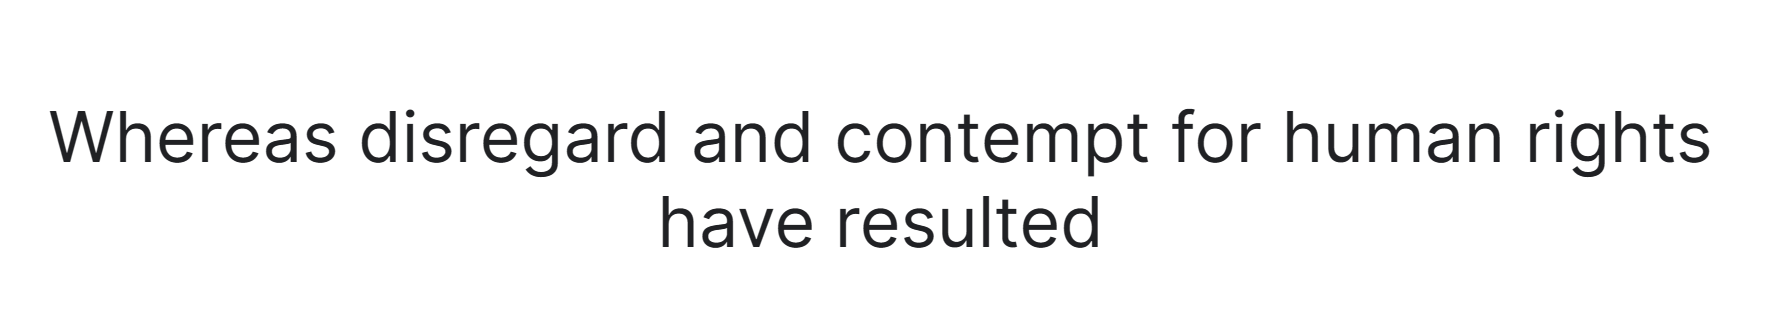 Whereas disregard and contempt for human rights
have resulted